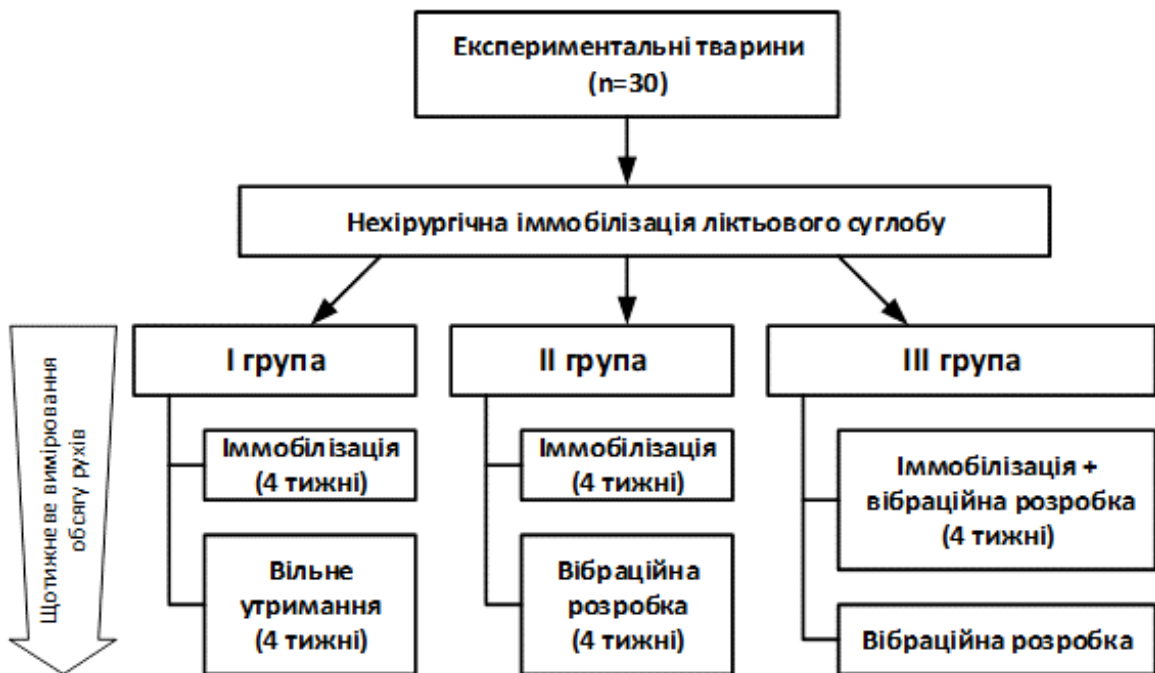 Експериментальні тварини
(n=30)
Нехірургічна іммобілізація ліктьового суглобу
Щотижневе вимірювання
обсягу рухів
І група
Іммобілізація
(4 тижні)
Вільне
утримання
(4 тижні)
ІІ група
Іммобілізація
(4 тижні)
Вібраційна
розробка
(4 тижні)
ІІІ група
Іммобілізація +
вібраційна розробка
(4 тижні)
Вібраційна розробка